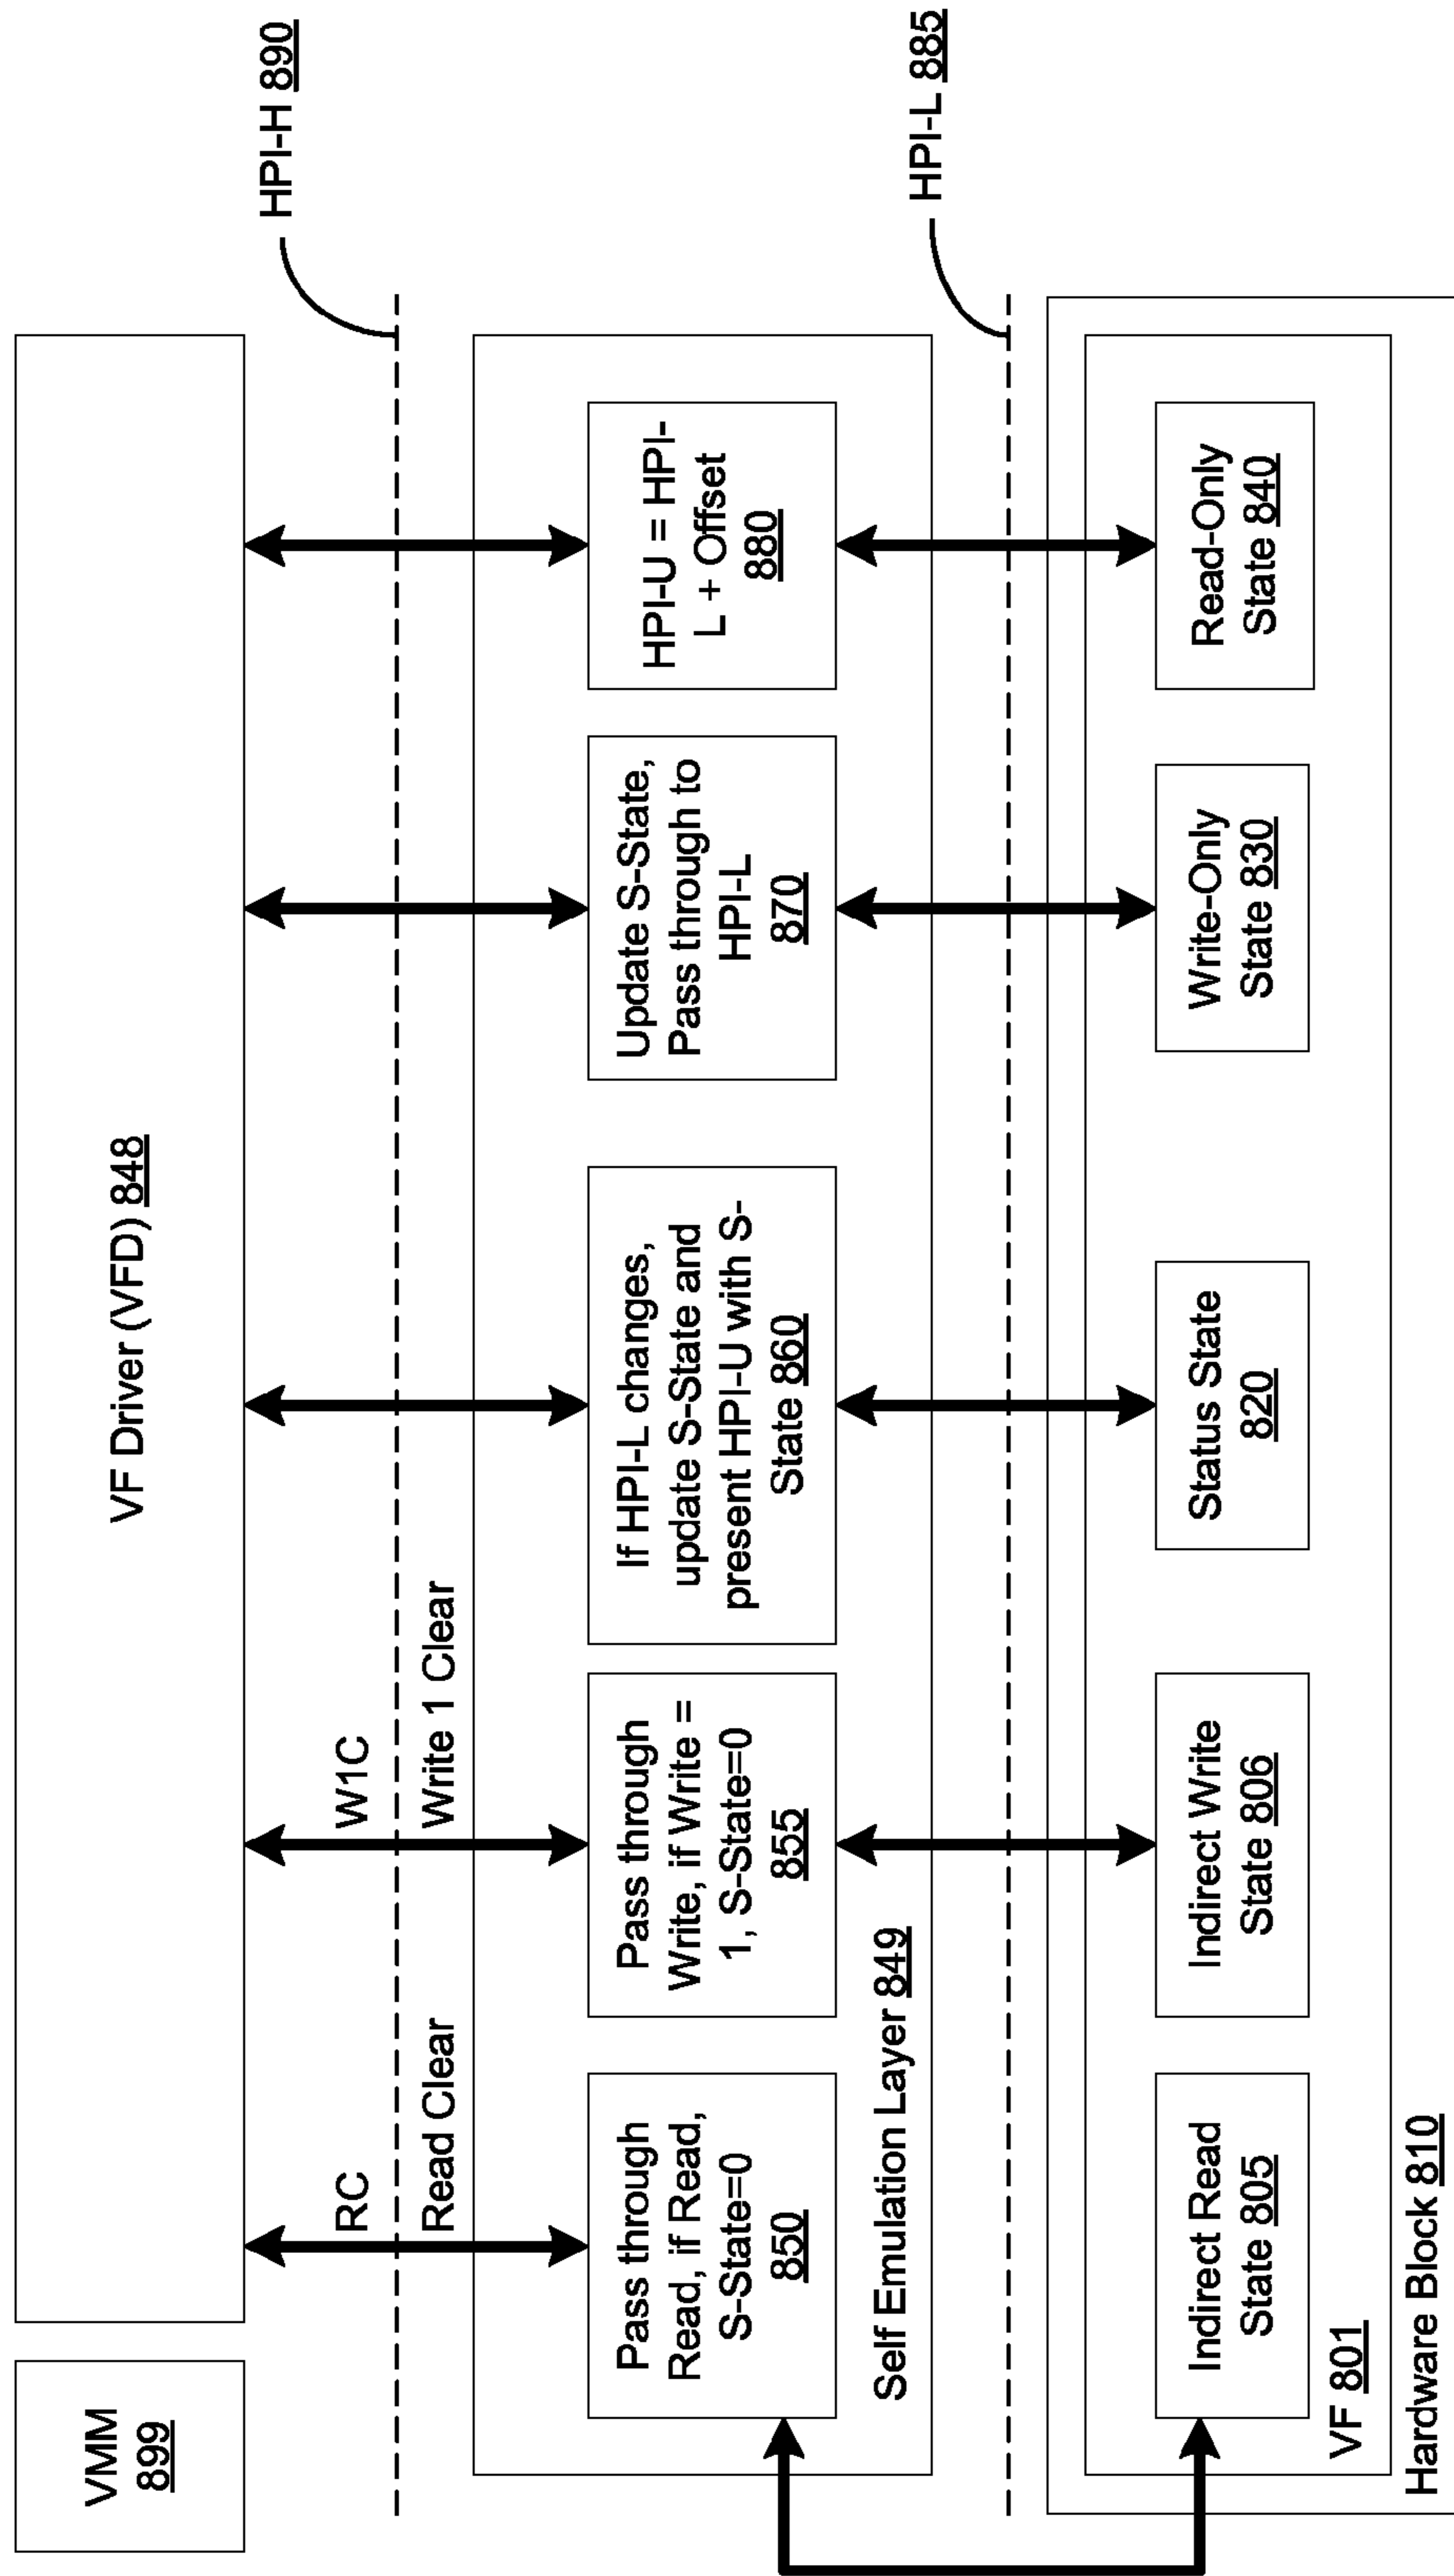 VMM
899
VF Driver (VFD) 848
HPI-H 890
RC
W1C
Read Clear
Write 1 Clear
Pass through
Read, if Read,
S-State=0
850
Pass through
Write, if Write =
1, S-State=0
855
If HPI-L changes,
update S-State and
present HPI-U with S-
State 860
Update S-State,
Pass through to
HPI-L
870
HPI-U = HPI-
L + Offset
880
Self Emulation Layer 849
HPI-L 885
Indirect Read
State 805
Indirect Write
State 806
Status State
820
Write-Only
State 830
Read-Only
State 840
VF 801
Hardware Block 810